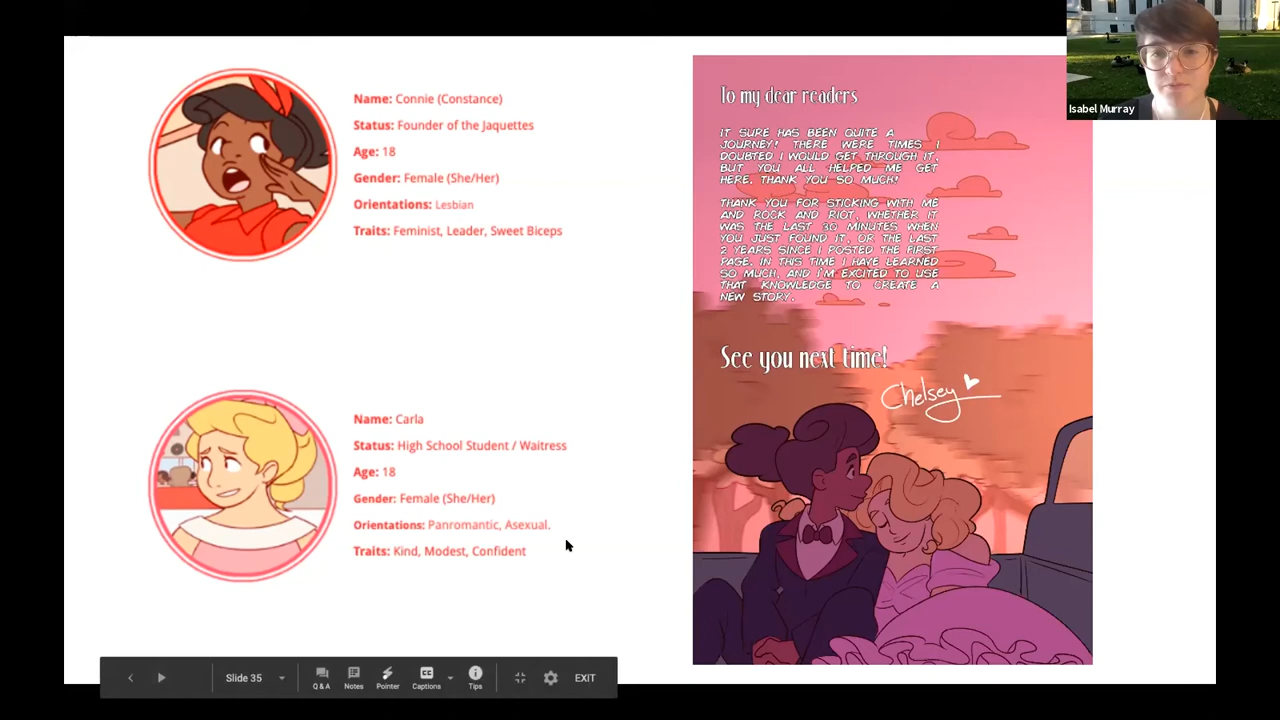 Name: Connie (Constance)
Status: Founder of the Jaquettes
Age: 18
Gender: Female (She/Her)
Orientations: Lesbian
Traits: Feminist, Leader, Sweet Biceps
Name: Carla
Status: High School Student / Waitress
Age: 18
Gender: Female (She/Her)
Orientations: Panromantic, Asexual.
Traits: Kind, Modest, Confident
To my dear readers
IT SURE HAS BEEN QUITE A
JOURNEY! THERE WERE TIMES I
DOUBTED I WOULD GET THROUGH IT,
BUT YOU ALL HELPED ME GET
HERE. THANK YOU SO MUCH!
THANK YOU FOR STICKING WITH ME
AND ROCK AND RIOT, WHETHER IT
WAS THE LAST 30 MINUTES WHEN
YOU JUST FOUND IT, OR THE LAST
2 YEARS SINCE I POSTED THE FIRST
PAGE. IN THIS TIME I HAVE LEARNED
SO MUCH, AND I'M EXCITED TO USE
THAT KNOWLEDGE TO CREATE A
NEW STORY.
See you next time!
Chelsey
Isabel Murray
Slide 35
Q & A
Notes
Pointer
CC
Captions
Tips
EXIT